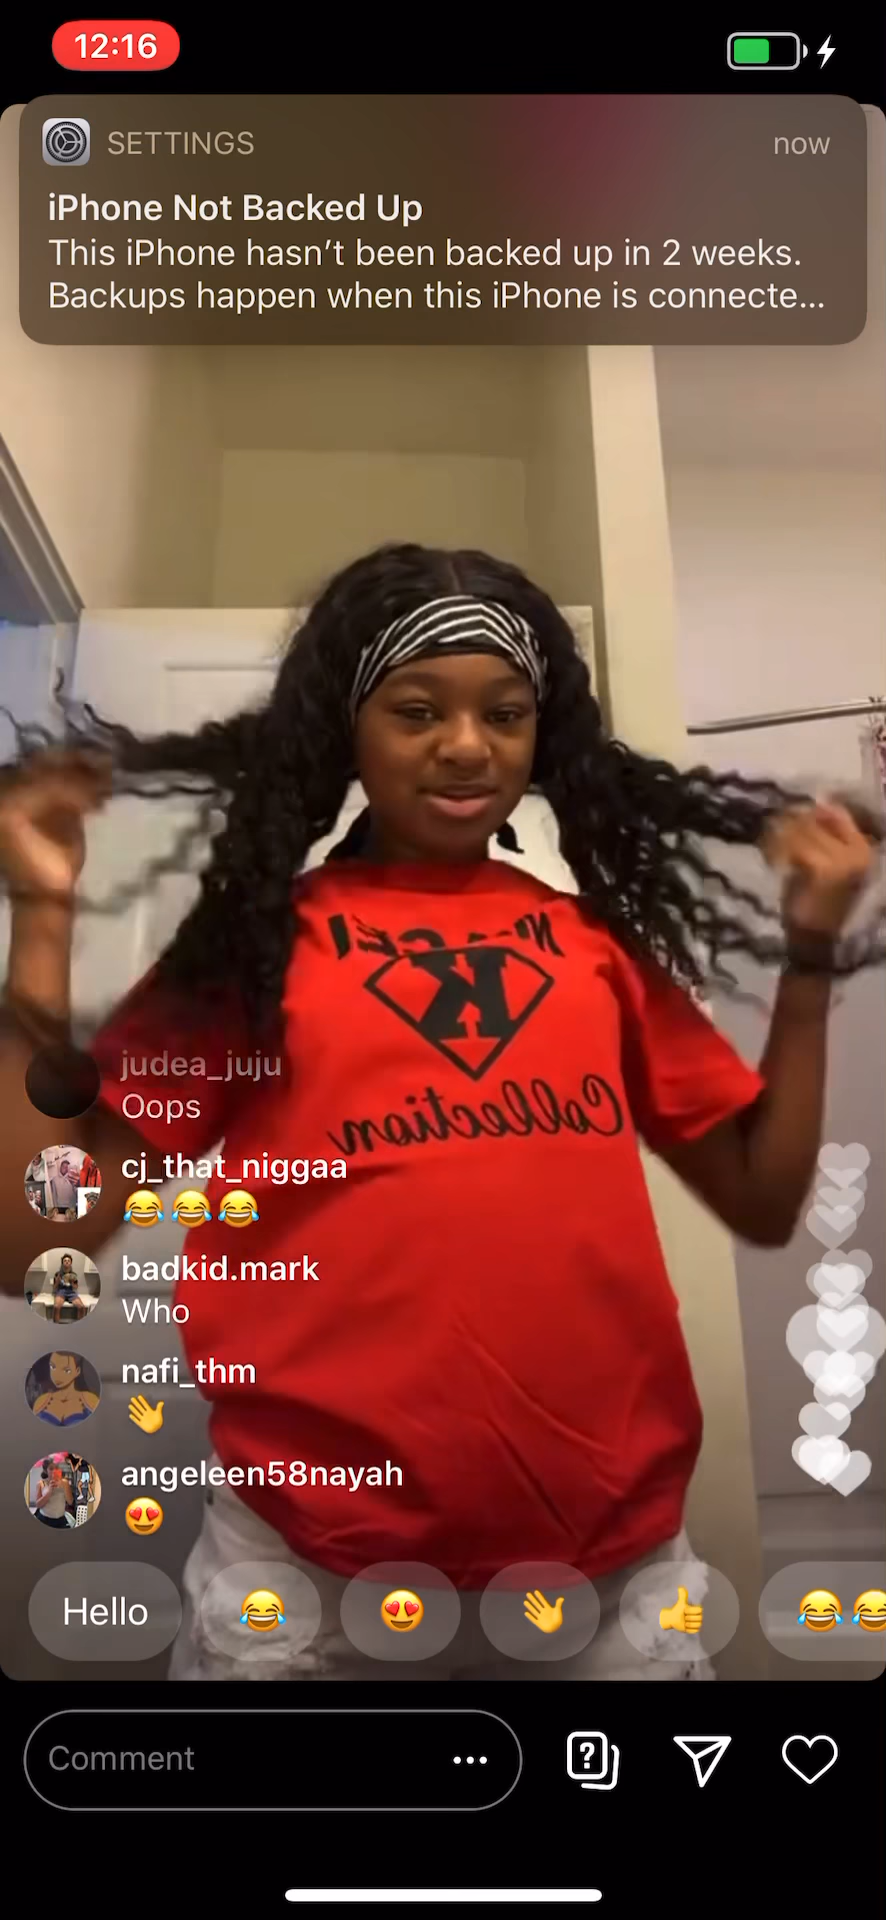 12:16
SETTINGS
now
iPhone Not Backed Up
This iPhone hasn't been backed up in 2 weeks.
Backups happen when this iPhone is connecte...
K
Collection
judea_juju
Oops
cj_that_niggaa
😂😂😂
badkid.mark
Who
nafi_thm
👋
angeleen58nayah
😍
Hello
Comment